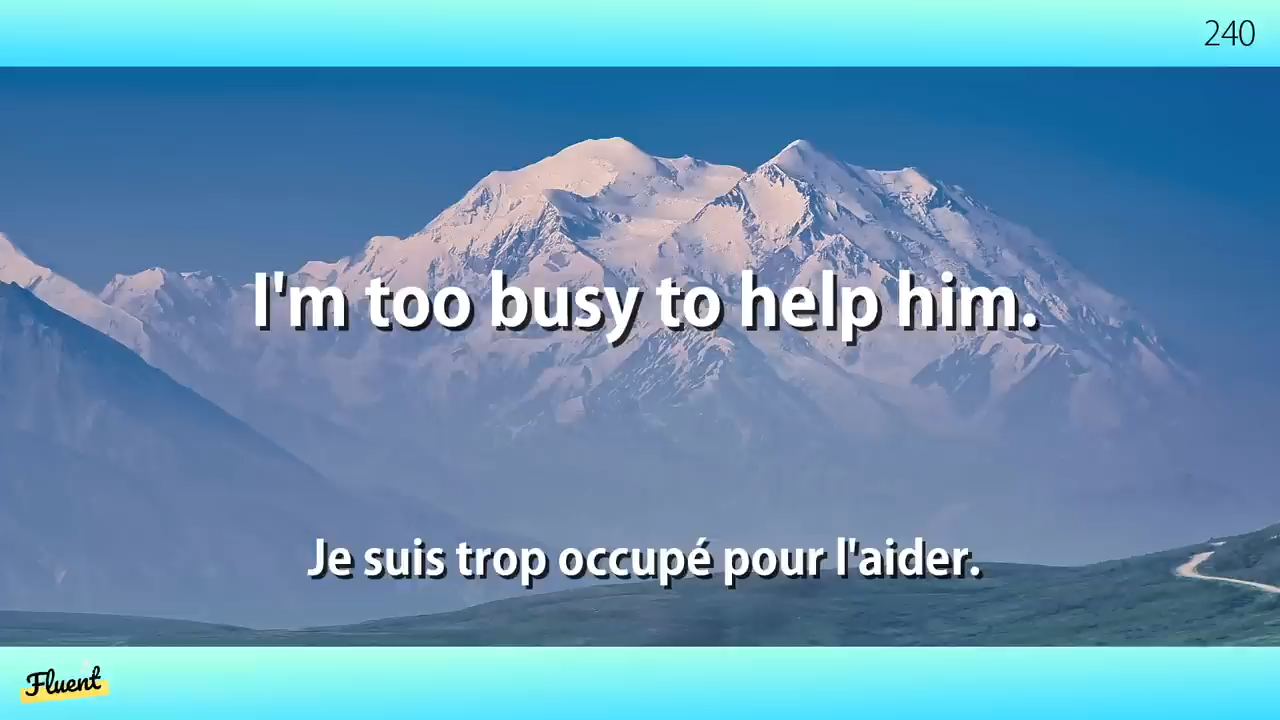 240
I'm too busy to help him.
Je suis trop occupé pour l'aider.
Fluent